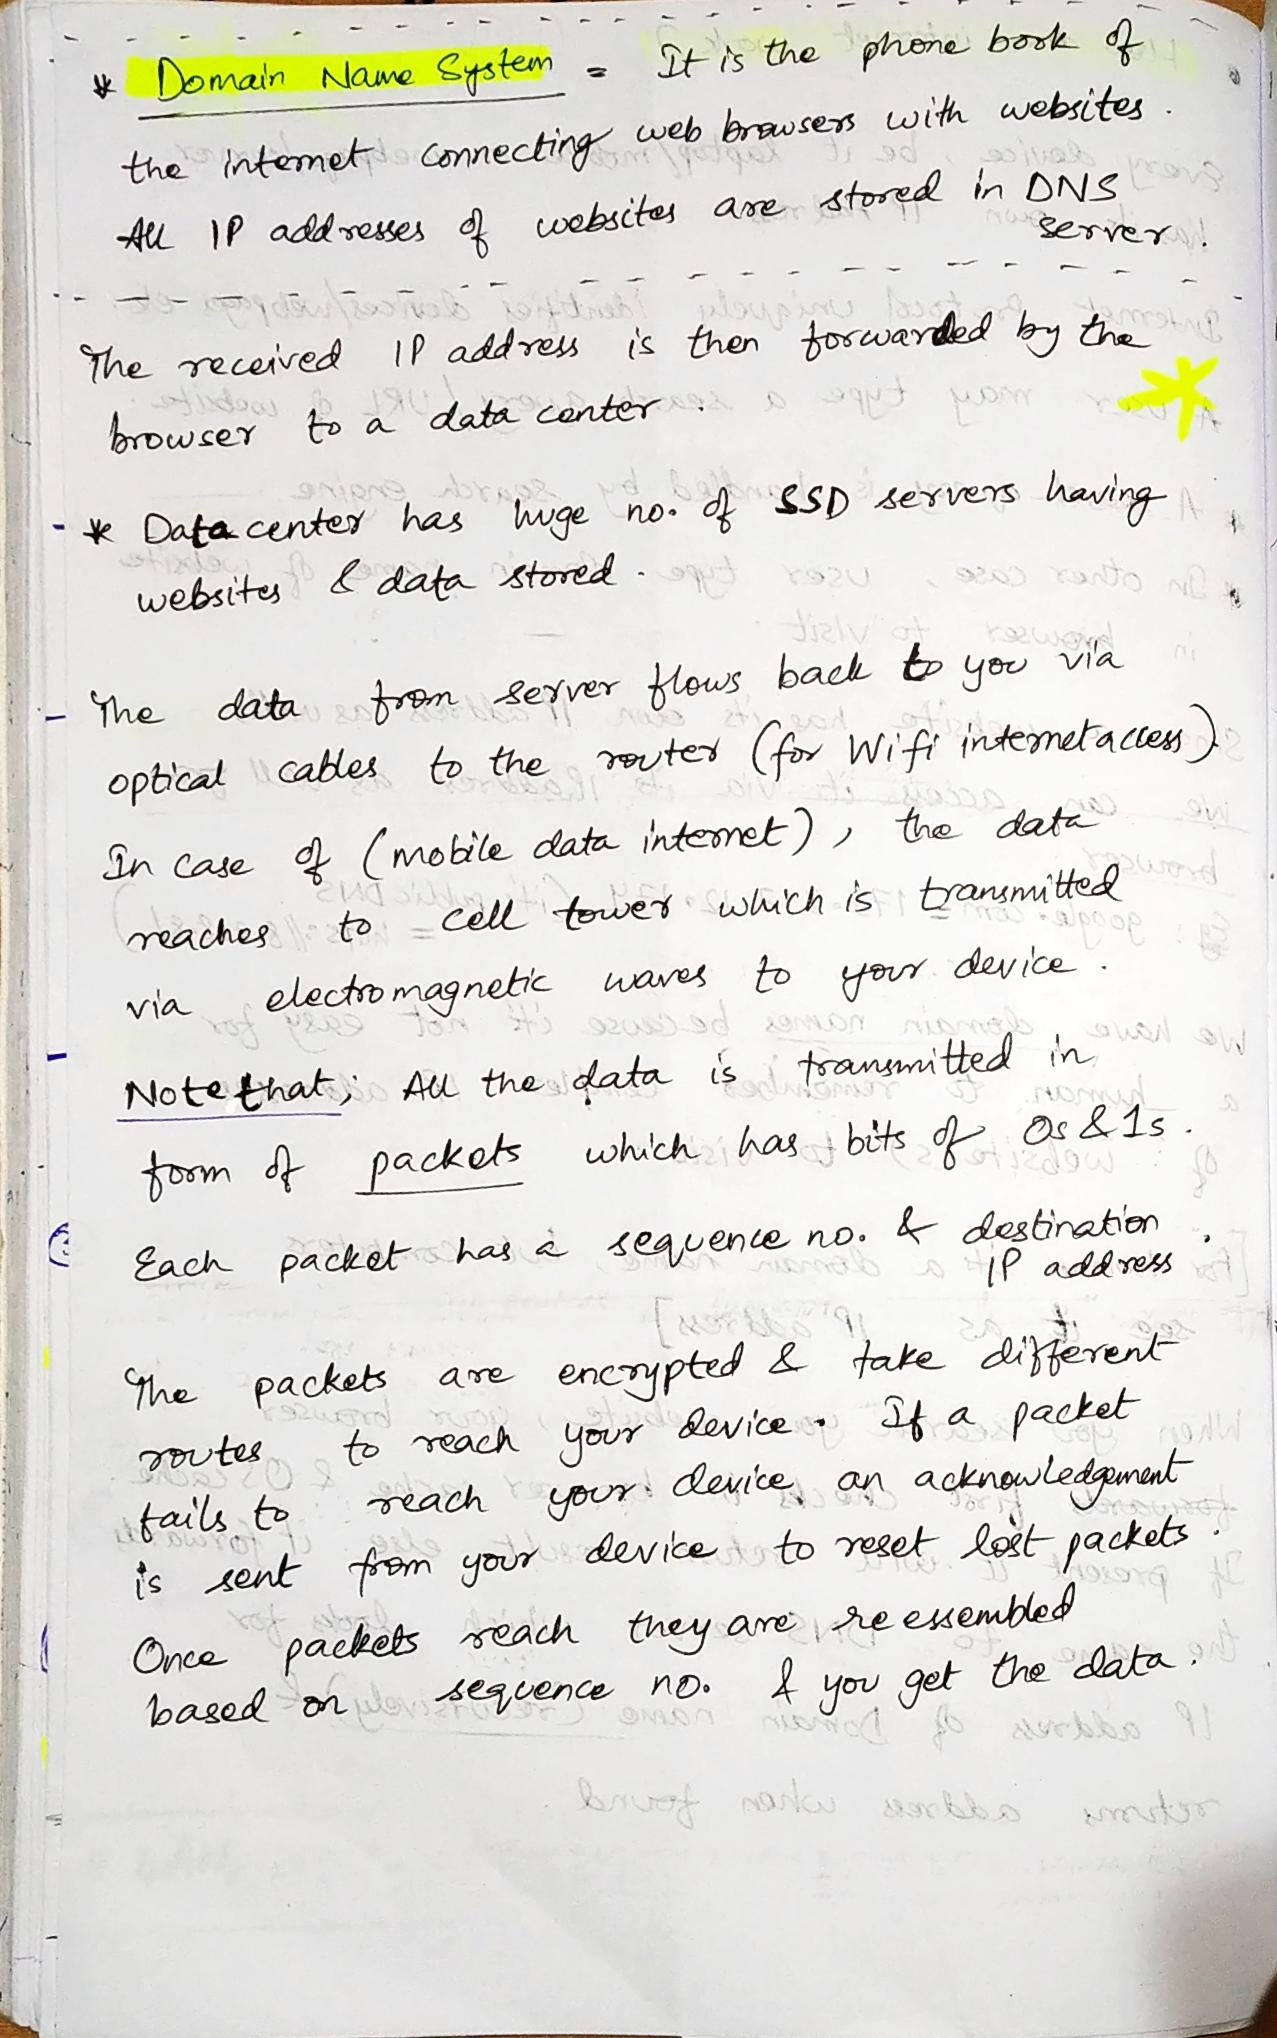 * Domain Name System = It is the phone book of
the internet connecting web browsers with websites.
All IP addresses of websites are stored in DNS
server.
The received IP address is then forwarded by the
browser to a data center.
* Data center has huge no. of SSD servers having
websites & data stored.
The data from server flows back to you via
optical cables to the router (for Wifi internet access).
In case of (mobile data internet), the data
reaches to cell tower which is transmitted
via electromagnetic waves to your device.
Note that; All the data is transmitted in
form of packets which has bits of 0s & 1s.
Each packet has a sequence no. & destination
IP address.
The packets are encrypted & take different
routes to reach your device. If a packet
fails to reach your device, an acknowledgement
is sent from your device to reset lost packets.
Once packets reach they are re essembled
based on sequence no. & you get the data.